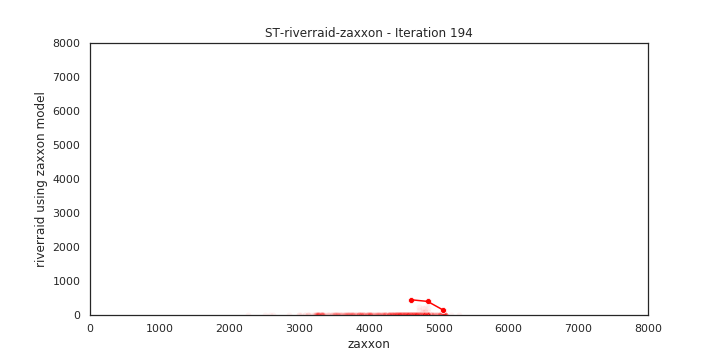 ST-riverraid-zaxxon - Iteration 194
8000
7000
6000
5000
4000
3000
2000
1000
0
riverraid using zaxxon model
0 1000 2000 3000 4000 5000 6000 7000 8000
zaxxon